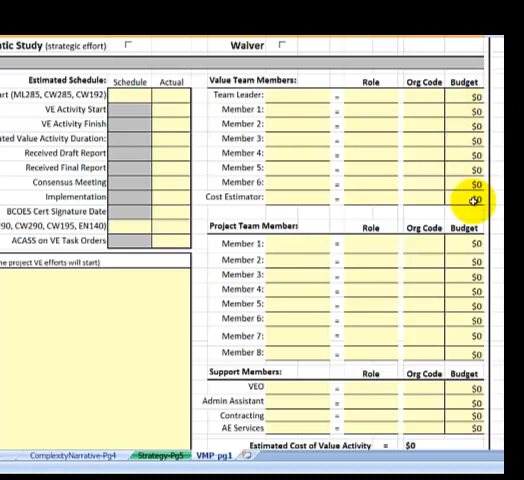 tic Study (strategic effort) Waiver
Estimated Schedule: Schedule Actual Value Team Members: Role Org Code Budget
rt (ML285, CW285, CW192) Team Leader: = $0
VE Activity Start Member 1: = $0
VE Activity Finish Member 2: = $0
ated Value Activity Duration: Member 3: = $0
Received Draft Report Member 4: = $0
Received Final Report Member 5: = $0
Consensus Meeting Member 6: = $0
Implementation Cost Estimator: = $0
BCOES Cert Signature Date
90, CW290, CW195, EN140) Project Team Members Role Org Code Budget
ACASS on VE Task Orders Member 1: = $0
e project VE efforts will start) Member 2: = $0
Member 3: = $0
Member 4: = $0
Member 5: = $0
Member 6: = $0
Member 7: = $0
Member 8: = $0
Support Members: Role Org Code Budget
VEO = $0
Admin Assistant = $0
Contracting = $0
AE Services = $0
Estimated Cost of Value Activity = $0
ComplextyNarrative-Pg4 Strategy-Pg5 VMP pg1